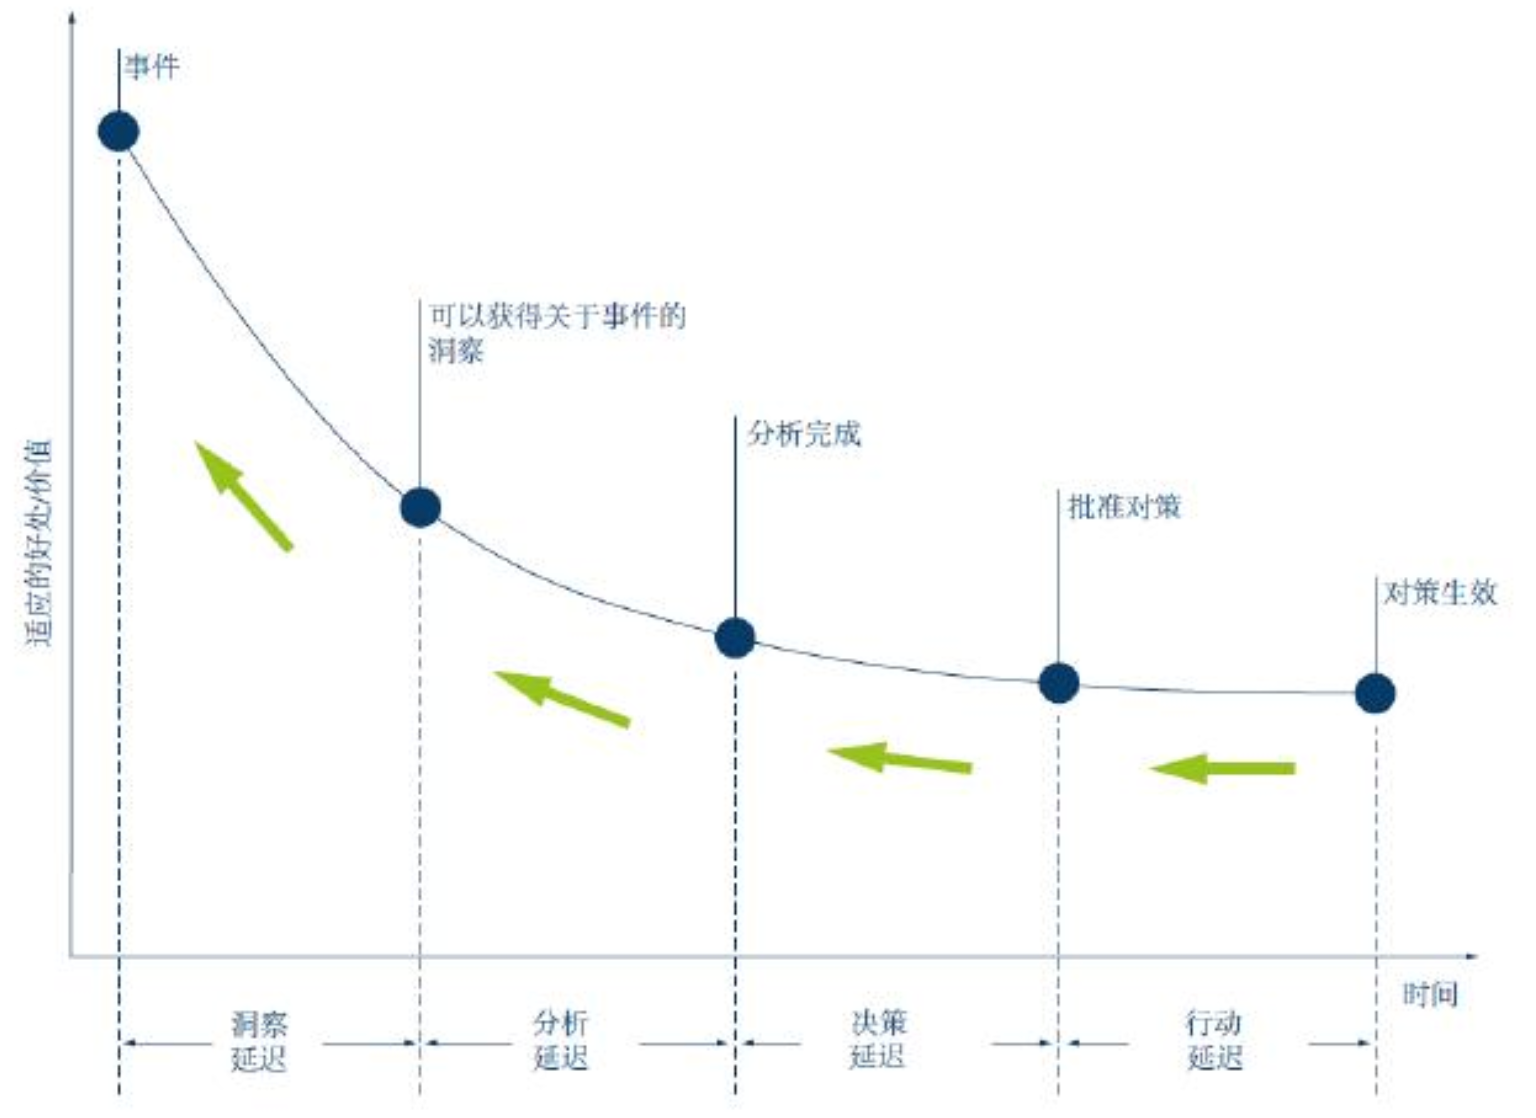 事件
可以获得关于事件的
洞察
分析完成
批准对策
对策生效
适应的好处/价值
时间
洞察
延迟
分析
延迟
决策
延迟
行动
延迟